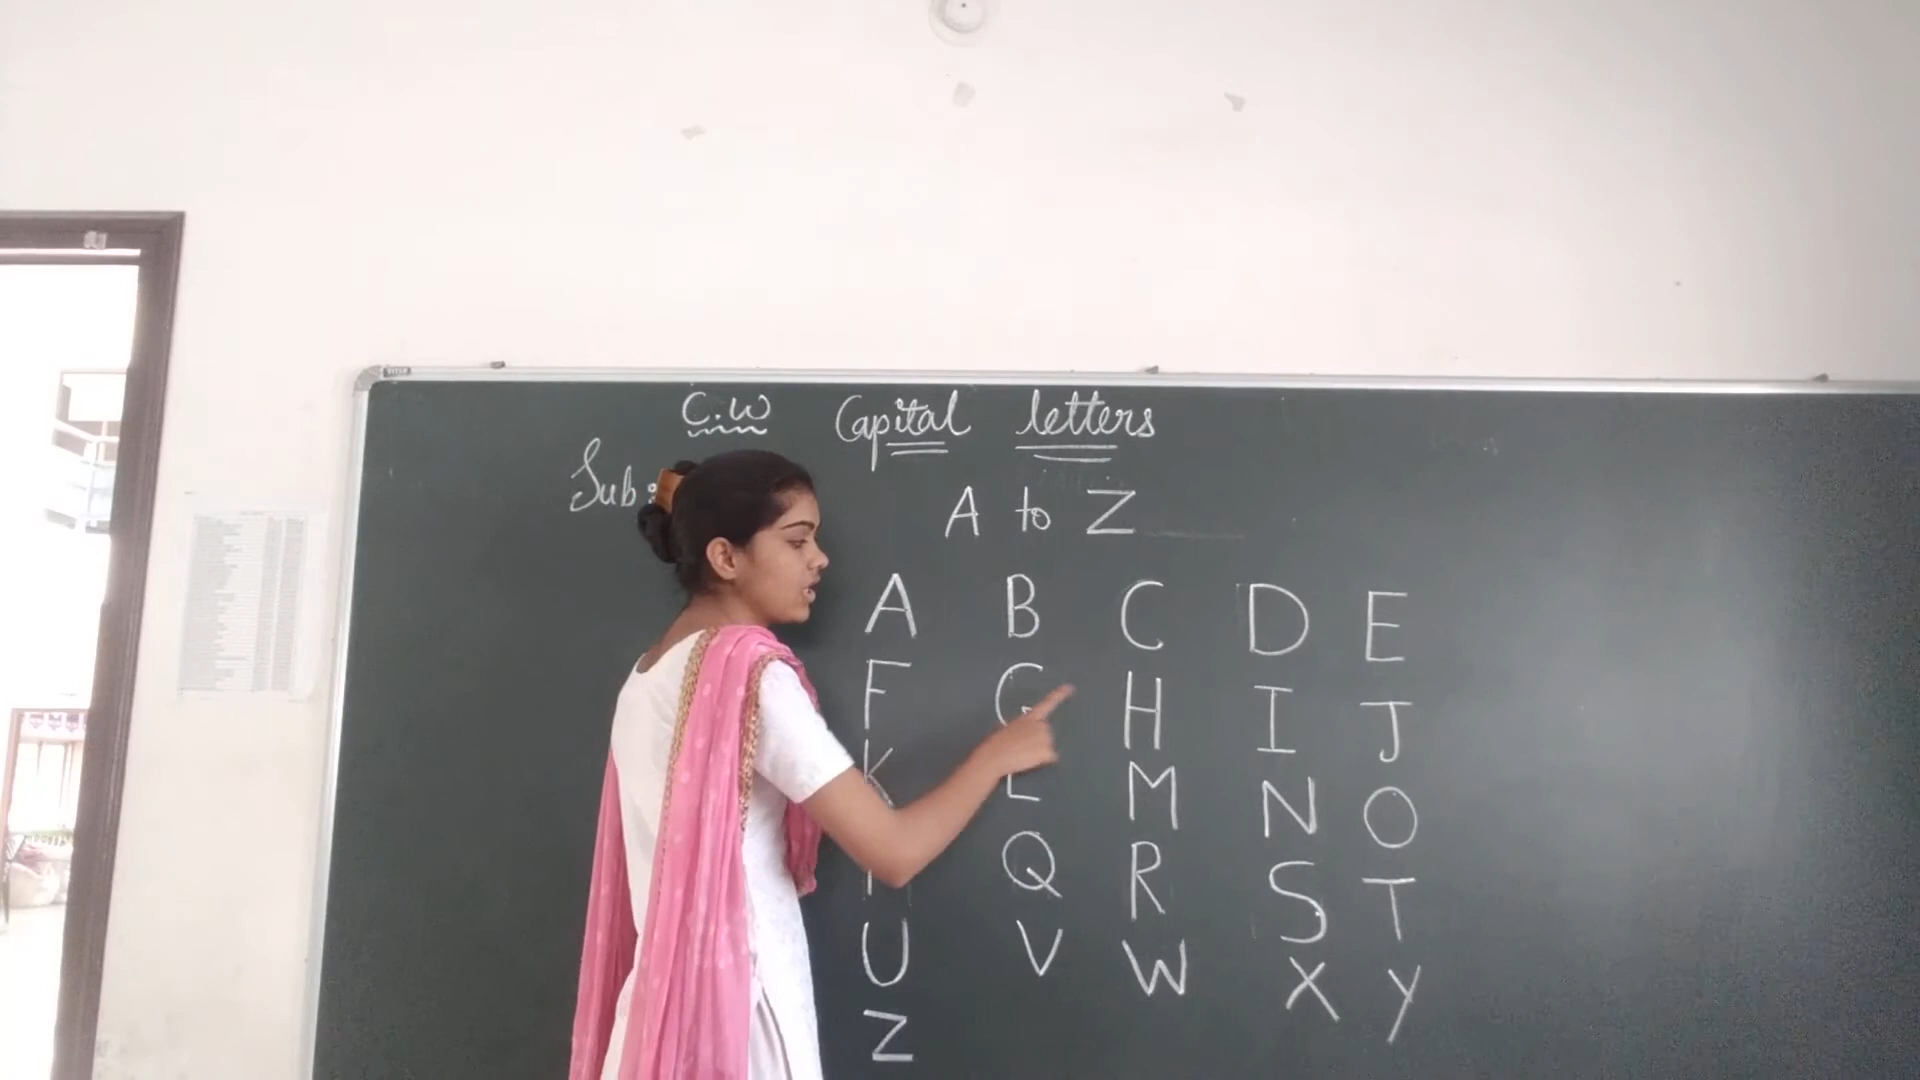 C.W Capital letters
Sub:
A to Z
A B C D E
F G H I J
K L M N O
Q R S T
U V W X Y
Z